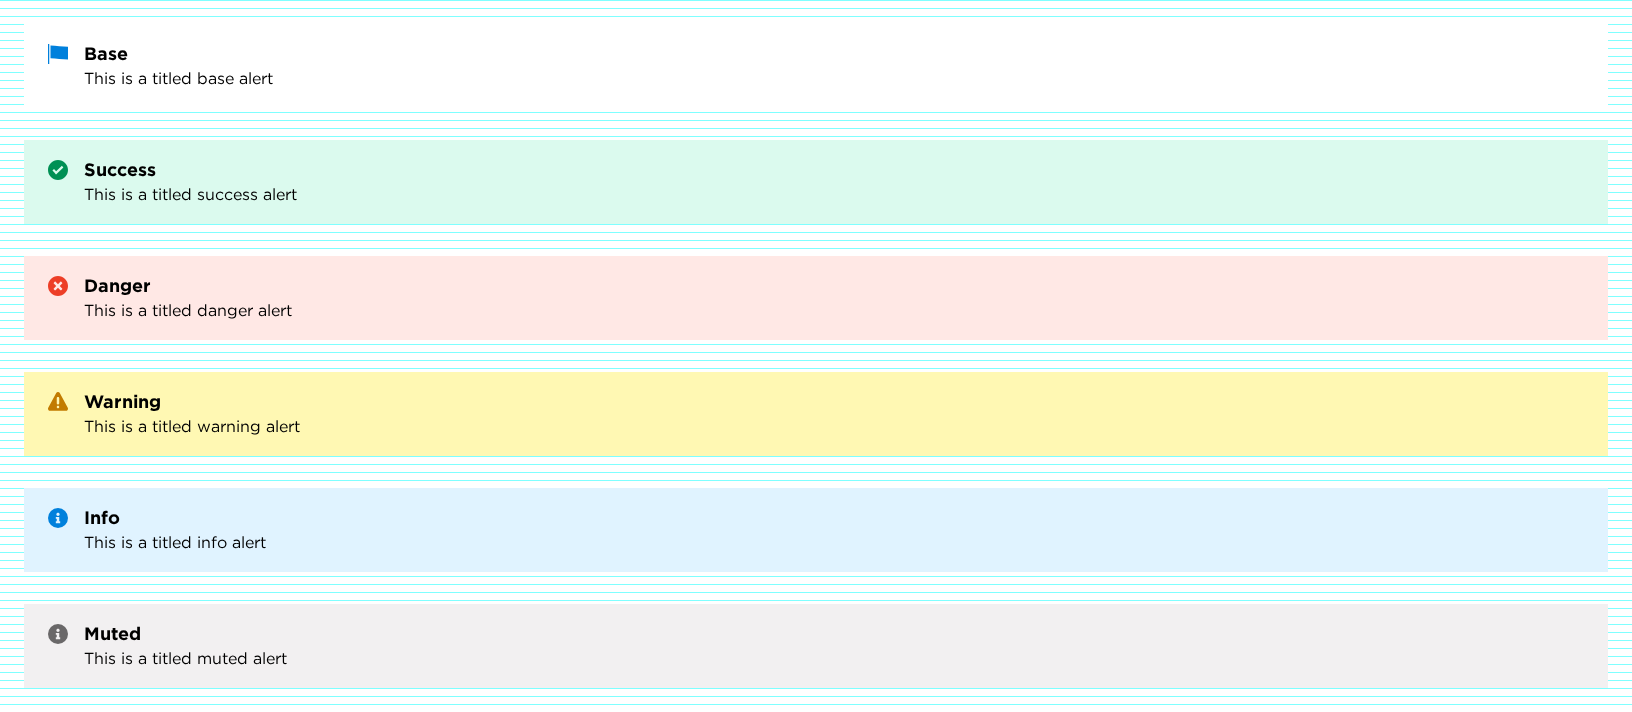 Base
This is a titled base alert
Success
This is a titled success alert
Danger
This is a titled danger alert
Warning
This is a titled warning alert
Info
This is a titled info alert
Muted
This is a titled muted alert